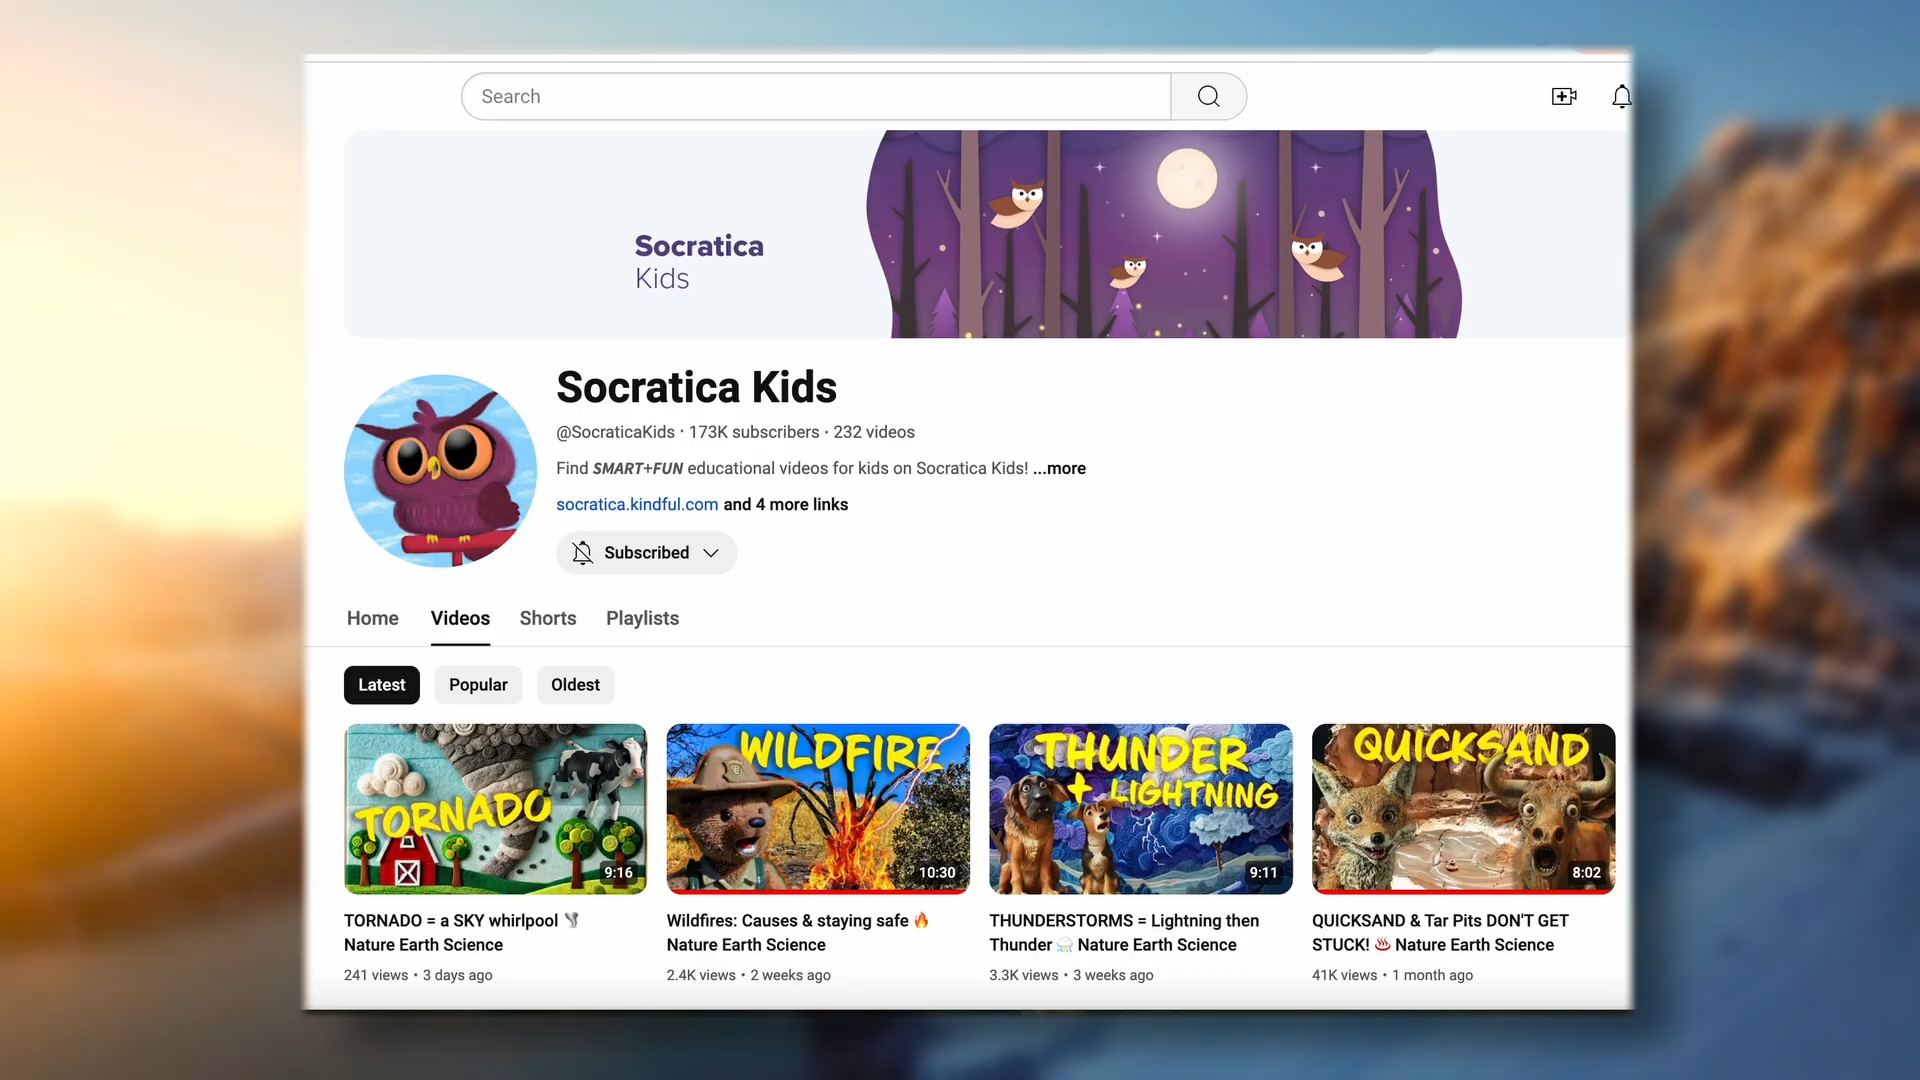 Search
Socratica
Kids
Socratica Kids
@SocraticaKids · 173K subscribers · 232 videos
Find SMART+FUN educational videos for kids on Socratica Kids! ...more
socratica.kindful.com and 4 more links
Subscribed
Home Videos Shorts Playlists
Latest Popular Oldest
TORNADO
9:16
WILDFIRE
10:30
THUNDER
+ LIGHTNING
9:11
QUICKSAND
8:02
TORNADO = a SKY whirlpool 🌪️
Nature Earth Science
241 views • 3 days ago
Wildfires: Causes & staying safe 🔥
Nature Earth Science
2.4K views • 2 weeks ago
THUNDERSTORMS = Lightning then
Thunder ⛈️ Nature Earth Science
3.3K views • 3 weeks ago
QUICKSAND & Tar Pits DON'T GET
STUCK! ♨️ Nature Earth Science
41K views • 1 month ago